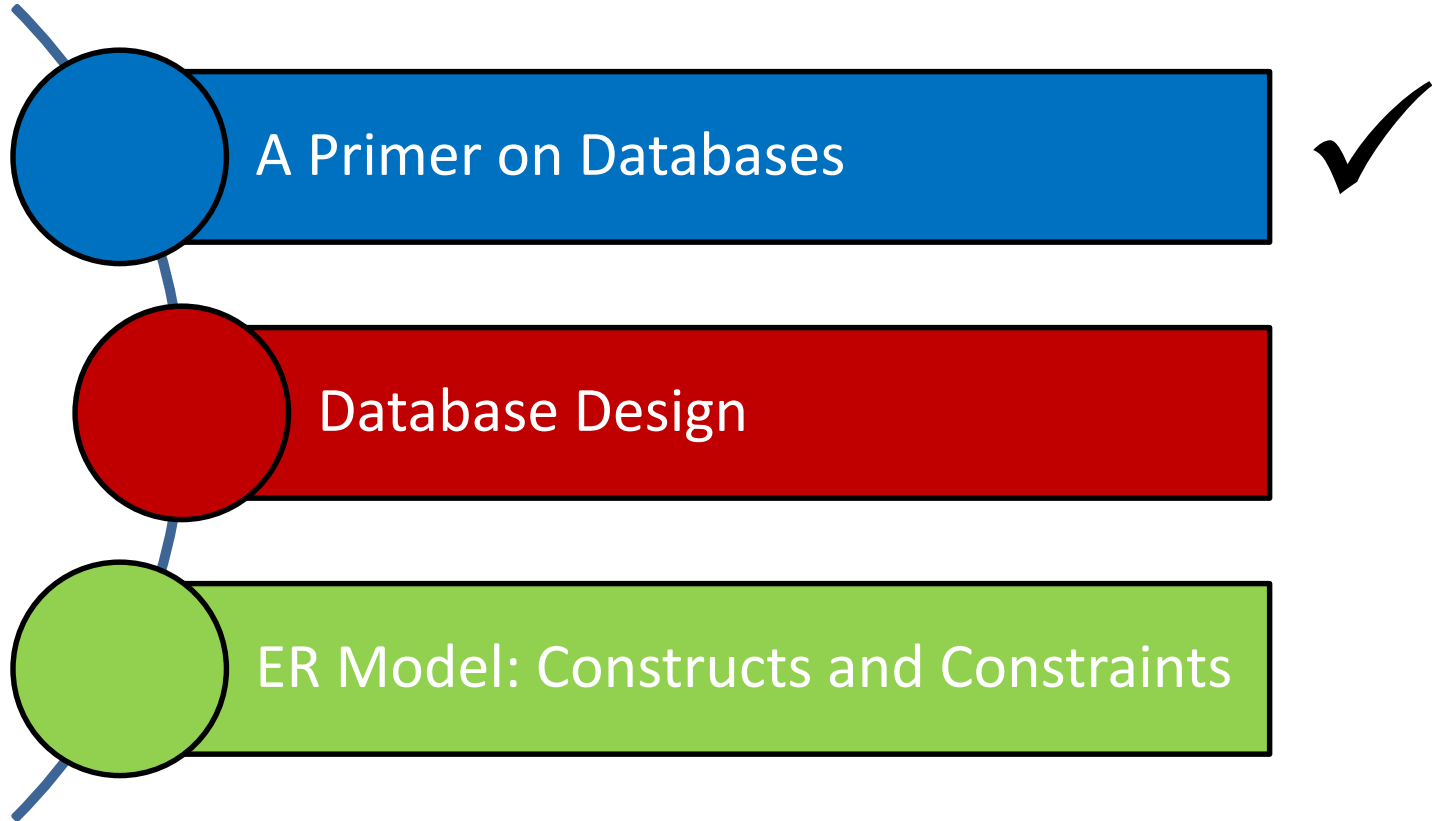 A Primer on Databases
Database Design
ER Model: Constructs and Constraints